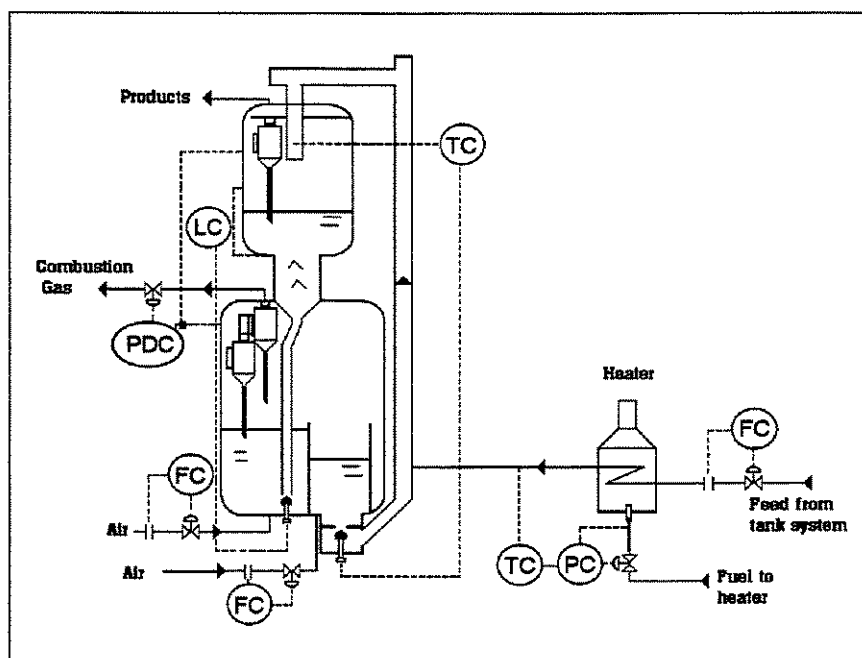 Products
TC
LC
Combustion
Gas
PDC
Heater
FC
FC
Feed from
tank system
Air
Air
TC
PC
FC
Fuel to
heater